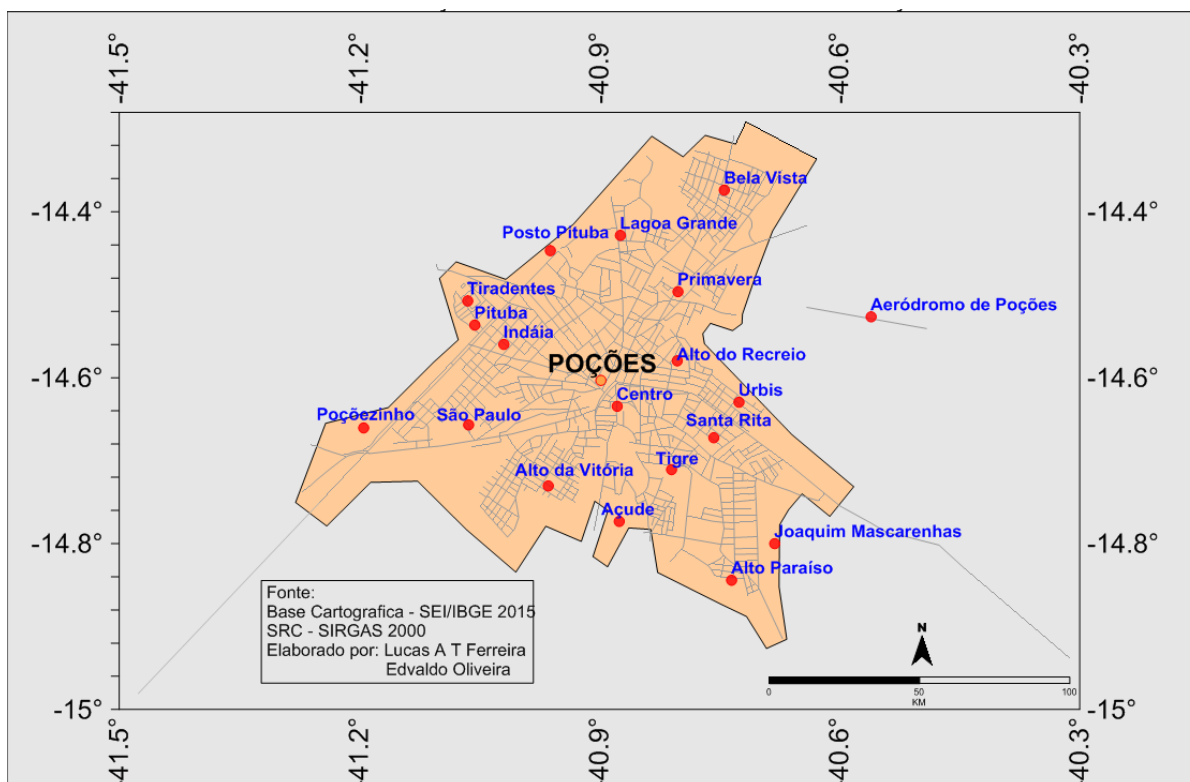 -41.5°
-41.2°
-40.9°
-40.6°
-40.3°
Bela Vista
-14.4°
-14.4°
Lagoa Grande
Posto Pituba
Primavera
Tiradentes
Aeródromo de Poções
Pituba
Indáia
Alto do Recreio
POÇÕES
-14.6°
-14.6°
Urbis
Centro
Poçõezinho
São Paulo
Santa Rita
Tigre
Alto da Vitória
Açude
Joaquim Mascarenhas
-14.8°
-14.8°
Alto Paraíso
Fonte:
Base Cartografica - SEI/IBGE 2015
SRC - SIRGAS 2000
Elaborado por: Lucas A T Ferreira
Edvaldo Oliveira
N
0 50 100
KM
-15°
-15°
-41.5°
-41.2°
-40.9°
-40.6°
-40.3°